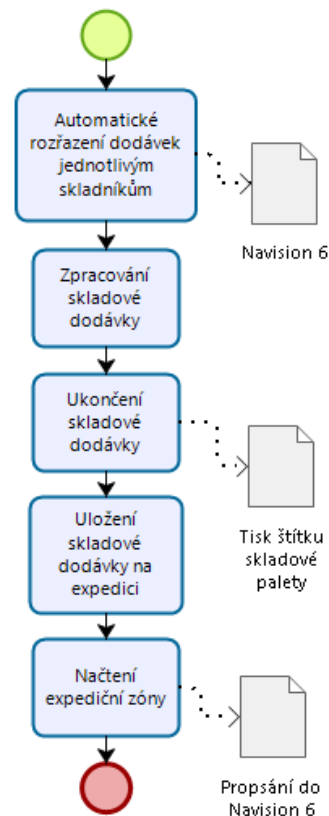 Automatické
rozřazení dodávek
jednotlivým
skladníkům
Navision 6
Zpracování
skladové
dodávky
Ukončení
skladové
dodávky
Tisk štítku
skladové
palety
Uložení
skladové
dodávky na
expedici
Načtení
expediční zóny
Propsání do
Navision 6